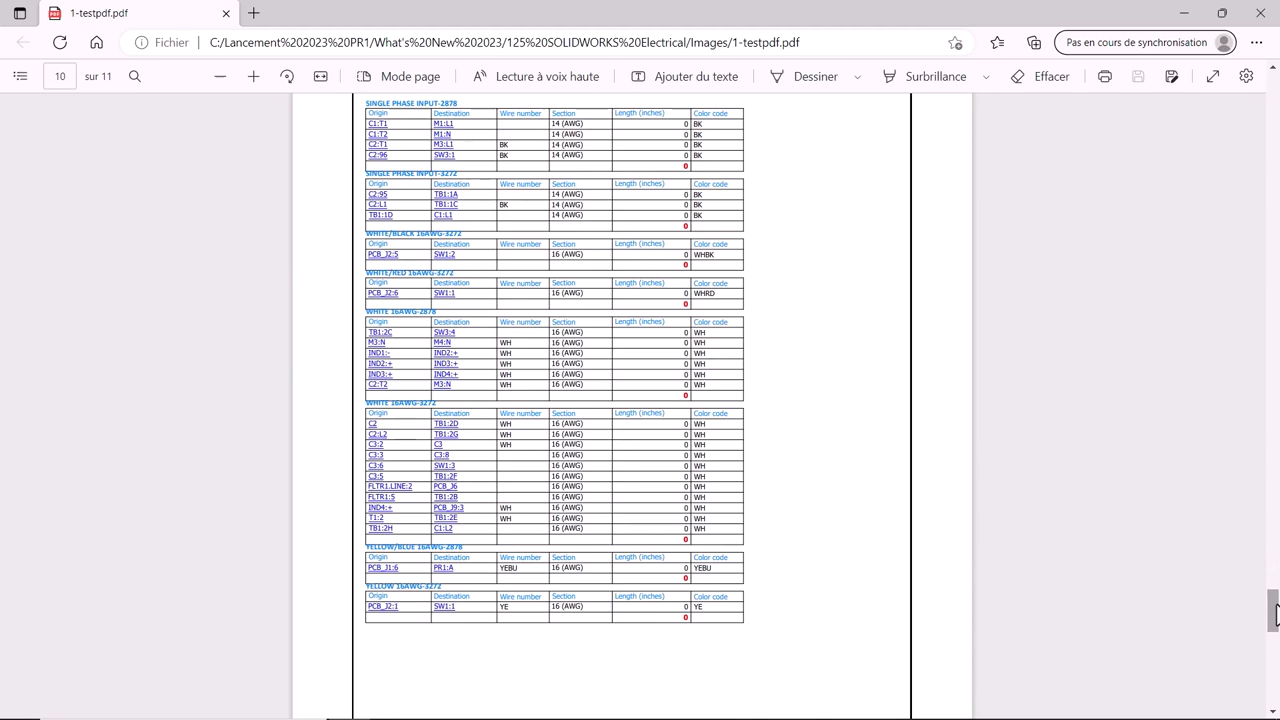 1-testpdf.pdf
Fichier C:/Lancement%202023%20PR1/What's%20New%202023/125%20SOLIDWORKS%20Electrical/Images/1-testpdf.pdf Pas en cours de synchronisation
10 sur 11 Mode page Lecture à voix haute Ajouter du texte Dessiner Surbrillance Effacer
SINGLE PHASE INPUT-2878
Origin Destination Wire number Section Length (inches) Color code
C1:T1 M1:L1 14 (AWG) 0 BK
C1:T2 M1:N 14 (AWG) 0 BK
C2:T1 M3:L1 BK 14 (AWG) 0 BK
C2:96 SW3:1 BK 14 (AWG) 0 BK
0
SINGLE PHASE INPUT-3272
Origin Destination Wire number Section Length (inches) Color code
C2:95 TB1:1A 14 (AWG) 0 BK
C2:L1 TB1:1C BK 14 (AWG) 0 BK
TB1:1D C1:L1 14 (AWG) 0 BK
0
WHITE/BLACK 16AWG-3272
Origin Destination Wire number Section Length (inches) Color code
PCB_J2:5 SW1:2 16 (AWG) 0 WHBK
0
WHITE/RED 16AWG-3272
Origin Destination Wire number Section Length (inches) Color code
PCB_J2:6 SW1:1 16 (AWG) 0 WHRD
0
WHITE 16AWG-2878
Origin Destination Wire number Section Length (inches) Color code
TB1:2C SW3:4 16 (AWG) 0 WH
M3:N M4:N WH 16 (AWG) 0 WH
IND1:- IND2:+ WH 16 (AWG) 0 WH
IND2:+ IND3:+ WH 16 (AWG) 0 WH
IND3:+ IND4:+ WH 16 (AWG) 0 WH
C2:T2 M3:N WH 16 (AWG) 0 WH
0
WHITE 16AWG-3272
Origin Destination Wire number Section Length (inches) Color code
C2 TB1:2D WH 16 (AWG) 0 WH
C2:L2 TB1:2G WH 16 (AWG) 0 WH
C3:2 C3 WH 16 (AWG) 0 WH
C3:3 C3:8 16 (AWG) 0 WH
C3:6 SW1:3 16 (AWG) 0 WH
C3:5 TB1:2F 16 (AWG) 0 WH
FLTR1.LINE:2 PCB_J6 16 (AWG) 0 WH
FLTR1:5 TB1:2B 16 (AWG) 0 WH
IND4:+ PCB_J9:3 WH 16 (AWG) 0 WH
T1:2 TB1:2E WH 16 (AWG) 0 WH
TB1:2H C1:L2 16 (AWG) 0 WH
0
YELLOW/BLUE 16AWG-2878
Origin Destination Wire number Section Length (inches) Color code
PCB_J1:6 PR1:A YEBU 16 (AWG) 0 YEBU
0
YELLOW 16AWG-3272
Origin Destination Wire number Section Length (inches) Color code
PCB_J2:1 SW1:1 YE 16 (AWG) 0 YE
0